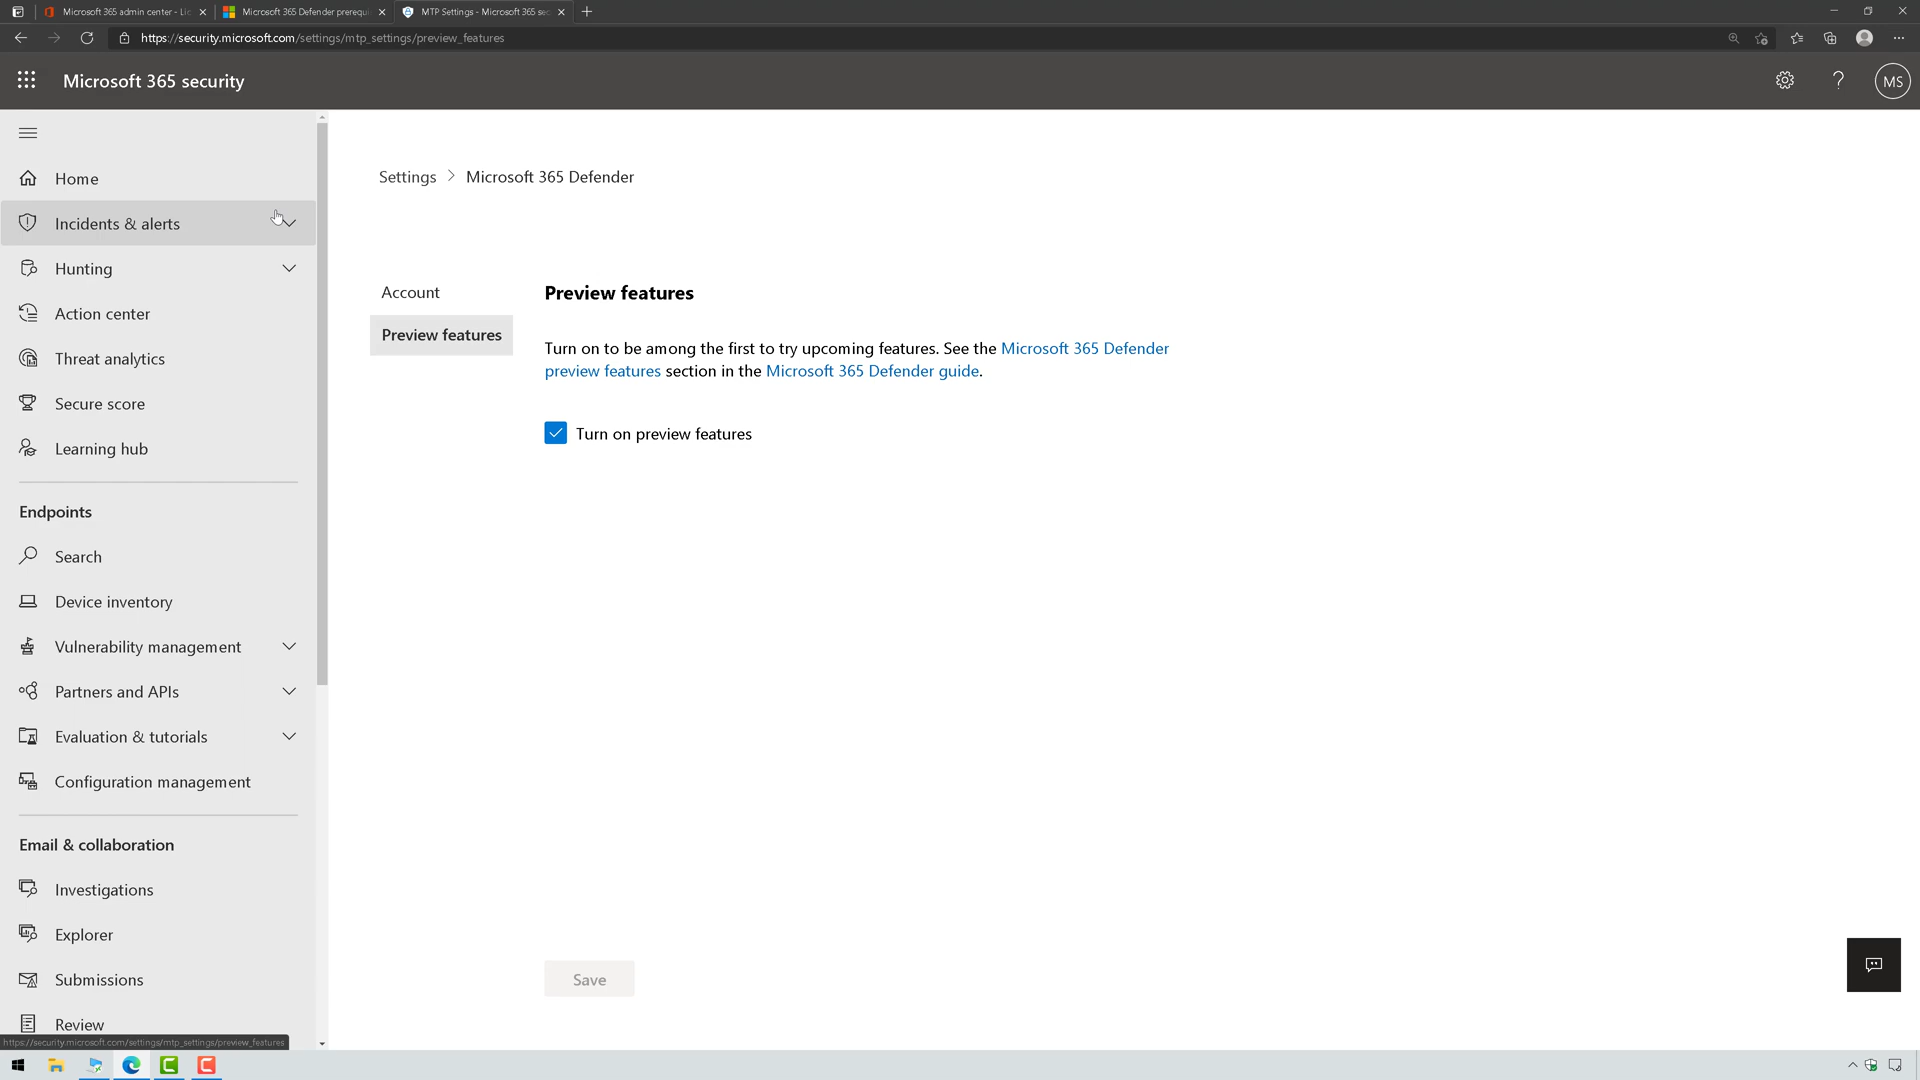 Microsoft 365 admin center - Lic
Microsoft 365 Defender prerequi
MTP Settings - Microsoft 365 sec
https://security.microsoft.com/settings/mtp_settings/preview_features
Microsoft 365 security
MS
Home
Incidents & alerts
Hunting
Action center
Threat analytics
Secure score
Learning hub
Endpoints
Search
Device inventory
Vulnerability management
Partners and APIs
Evaluation & tutorials
Configuration management
Email & collaboration
Investigations
Explorer
Submissions
Review
https://security.microsoft.com/settings/mtp_settings/preview_features
Settings > Microsoft 365 Defender
Account
Preview features
Preview features
Turn on to be among the first to try upcoming features. See the Microsoft 365 Defender
preview features section in the Microsoft 365 Defender guide.
Turn on preview features
Save